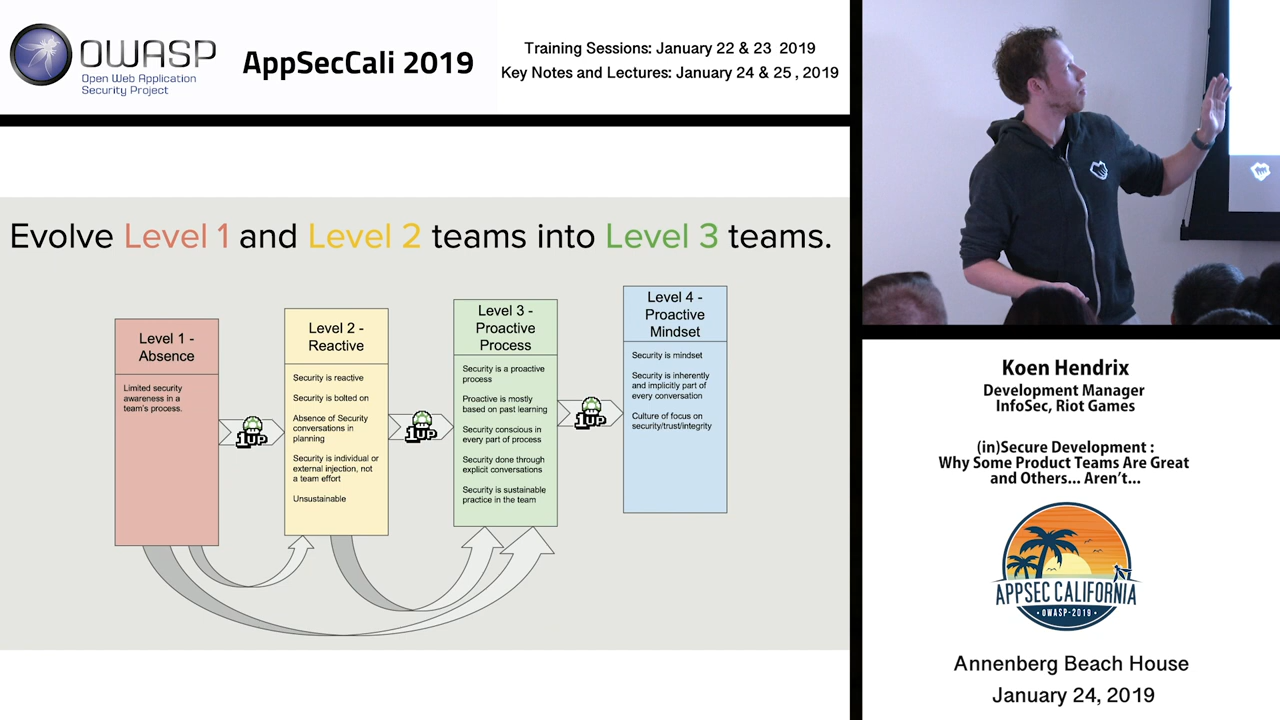 OWASP
Open Web Application
Security Project
AppSecCali 2019
Training Sessions: January 22 & 23 2019
Key Notes and Lectures: January 24 & 25 , 2019
Evolve Level 1 and Level 2 teams into Level 3 teams.
Level 1 -
Absence
Limited security
awareness in a
team's process.
1UP
Level 2 -
Reactive
Security is reactive
Security is bolted on
Absence of Security
conversations in
planning
Security is individual or
external injection, not
a team effort
Unsustainable
1UP
Level 3 -
Proactive
Process
Security is a proactive
process
Proactive is mostly
based on past learning
Security conscious in
every part of process
Security done through
explicit conversations
Security is sustainable
practice in the team
1UP
Level 4 -
Proactive
Mindset
Security is mindset
Security is inherently
and implicitly part of
every conversation
Culture of focus on
security/trust/integrity
Koen Hendrix
Development Manager
InfoSec, Riot Games
(in)Secure Development :
Why Some Product Teams Are Great
and Others... Aren't...
APPSEC CALIFORNIA
• OWASP-2019 •
Annenberg Beach House
January 24, 2019